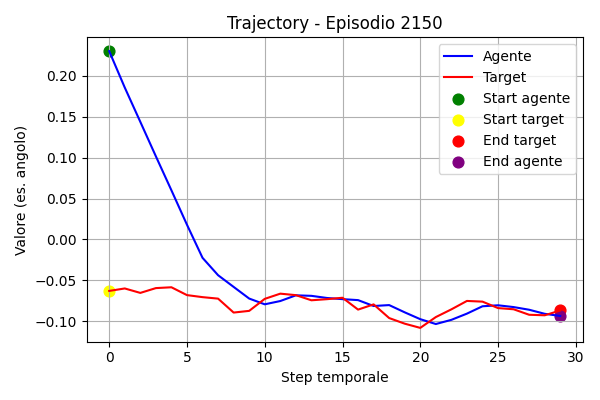 Trajectory - Episodio 2150
Agente
Target
Start agente
Start target
End target
End agente
Valore (es. angolo)
0.20
0.15
0.10
0.05
0.00
−0.05
−0.10
0 5 10 15 20 25 30
Step temporale